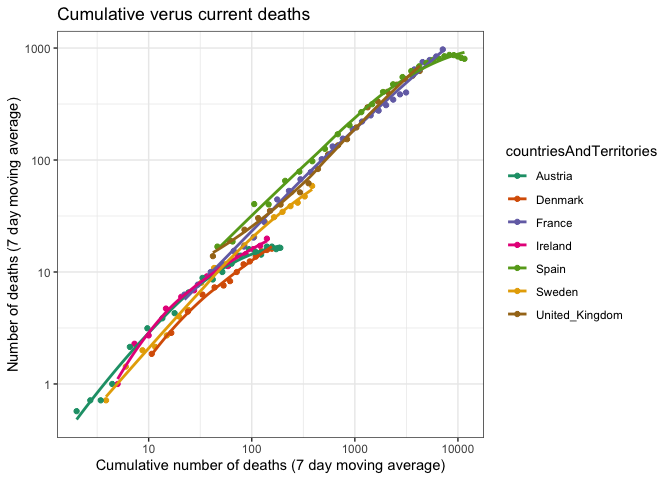 Cumulative verus current deaths
1000
100
10
1
Number of deaths (7 day moving average)
10
100
1000
10000
Cumulative number of deaths (7 day moving average)
countriesAndTerritories
Austria
Denmark
France
Ireland
Spain
Sweden
United_Kingdom